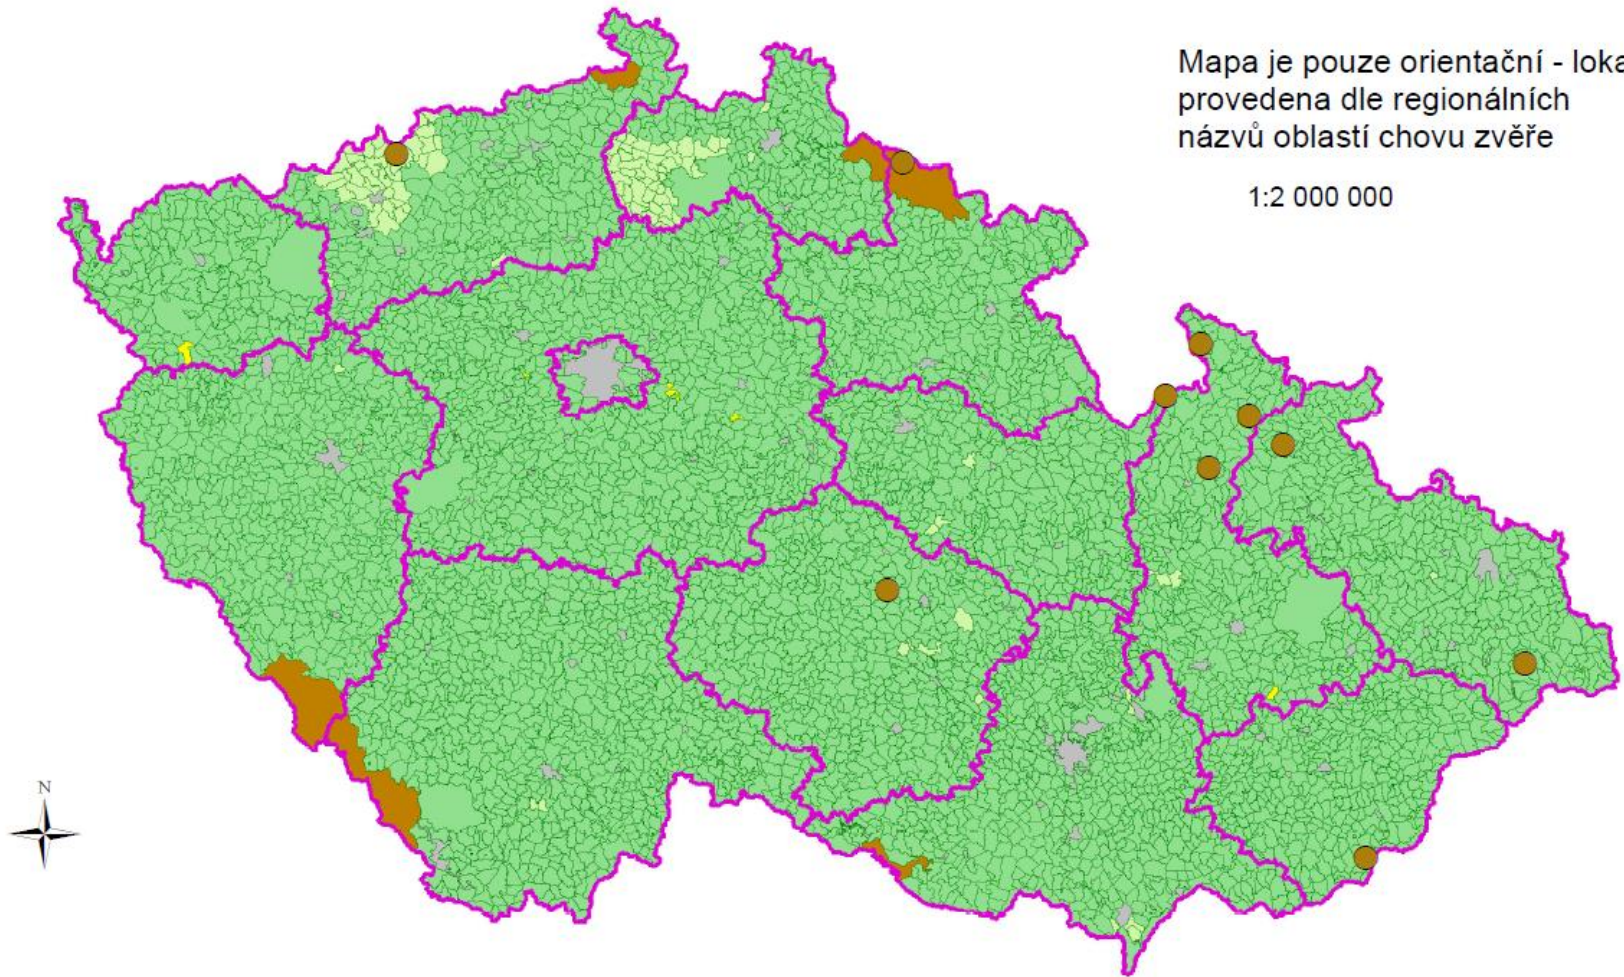 Mapa je pouze orientační - loka
provedena dle regionálních
názvů oblastí chovu zvěře
1:2 000 000
N